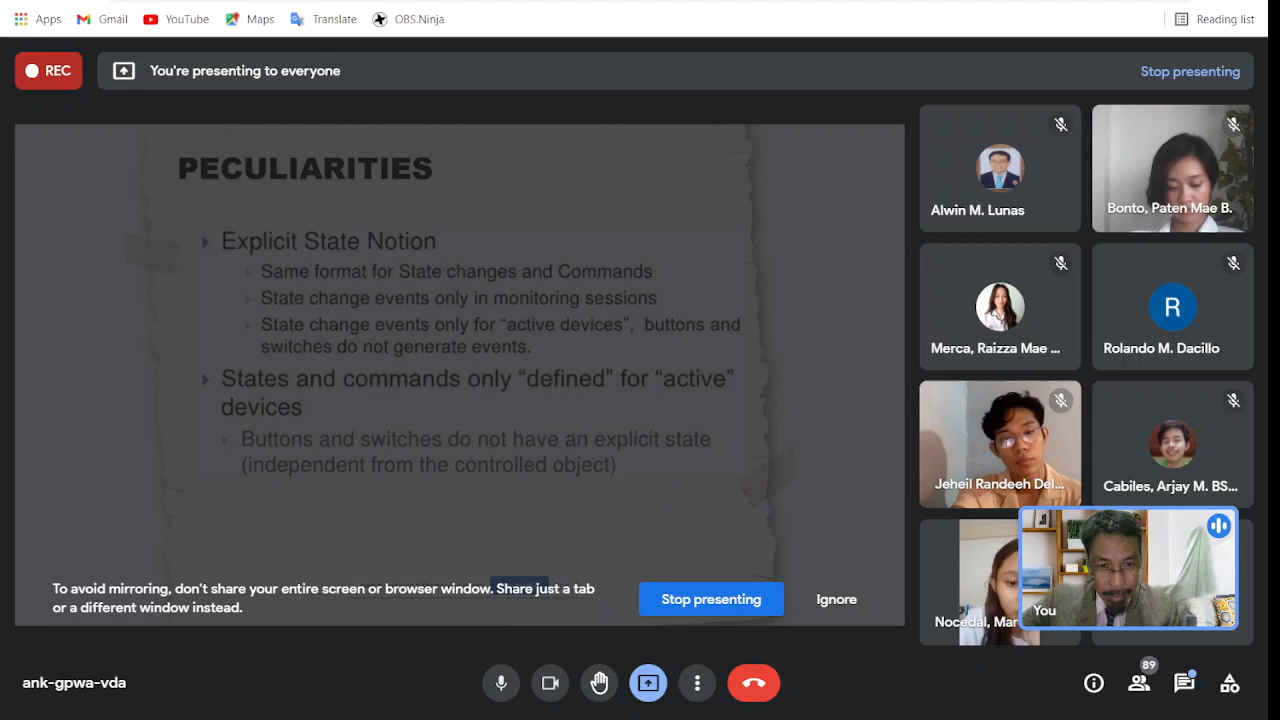 Apps Gmail YouTube Maps Translate OBS.Ninja Reading list
REC You're presenting to everyone Stop presenting
PECULIARITIES
Explicit State Notion
Same format for State changes and Commands
State change events only in monitoring sessions
State change events only for “active devices”, buttons and
switches do not generate events.
States and commands only “defined” for “active”
devices
Buttons and switches do not have an explicit state
(independent from the controlled object)
To avoid mirroring, don't share your entire screen or browser window. Share just a tab
or a different window instead.
Stop presenting Ignore
Alwin M. Lunas
Bonto, Paten Mae B.
Merca, Raizza Mae ...
R
Rolando M. Dacillo
Jeheil Randeeh Del...
Cabiles, Arjay M. BS...
Nocedal, Mar
You
ank-gpwa-vda
89